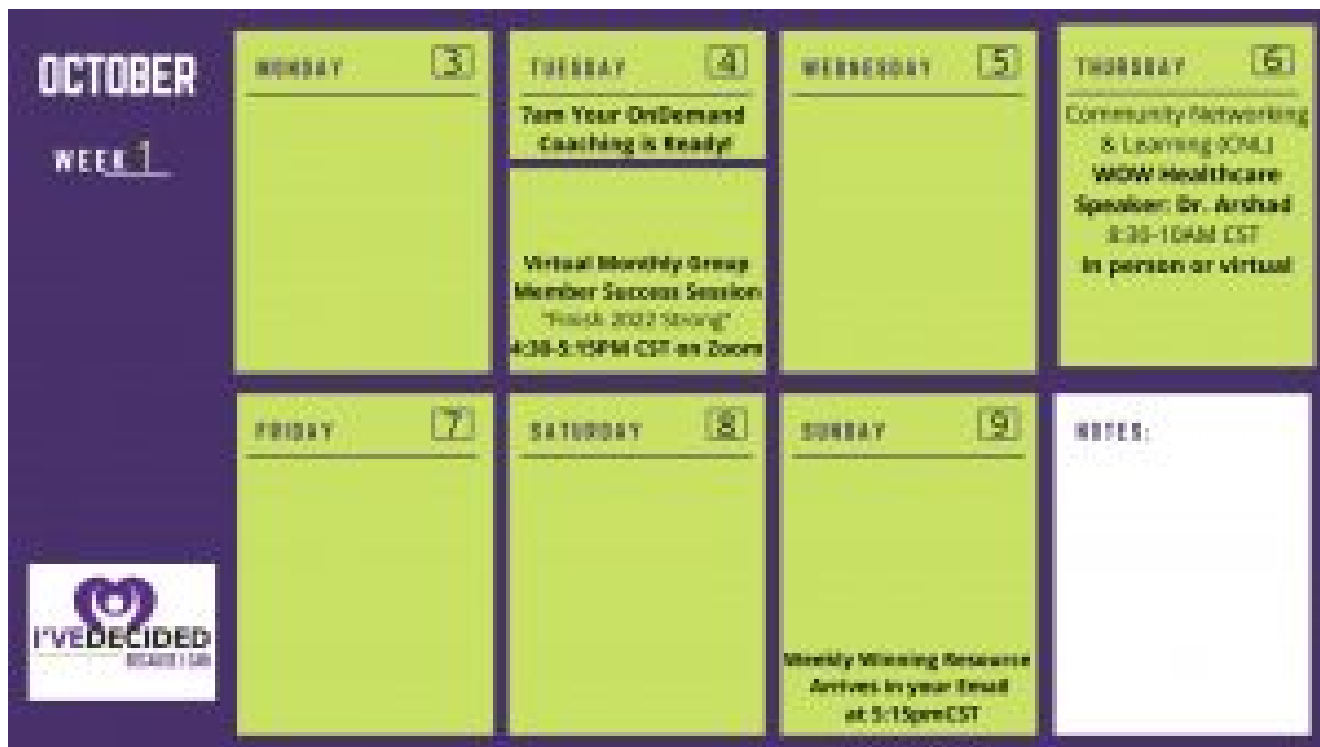 OCTOBER
WEEK 1
MONDAY 3
TUESDAY 4
7am Your OnDemand
Coaching is Ready!
Virtual Monthly Group
Member Success Session
"Finish 2022 Strong"
4:30-5:15PM CST on Zoom
WEDNESDAY 5
THURSDAY 6
Community Networking
& Learning (CNL)
WOW Healthcare
Speaker: Dr. Arshad
8:30-10AM CST
In person or virtual
FRIDAY 7
SATURDAY 8
SUNDAY 9
Weekly Winning Resource
Arrives in your Email
at 5:15pmCST
NOTES:
I'VEDECIDED
BECAUSE I CAN